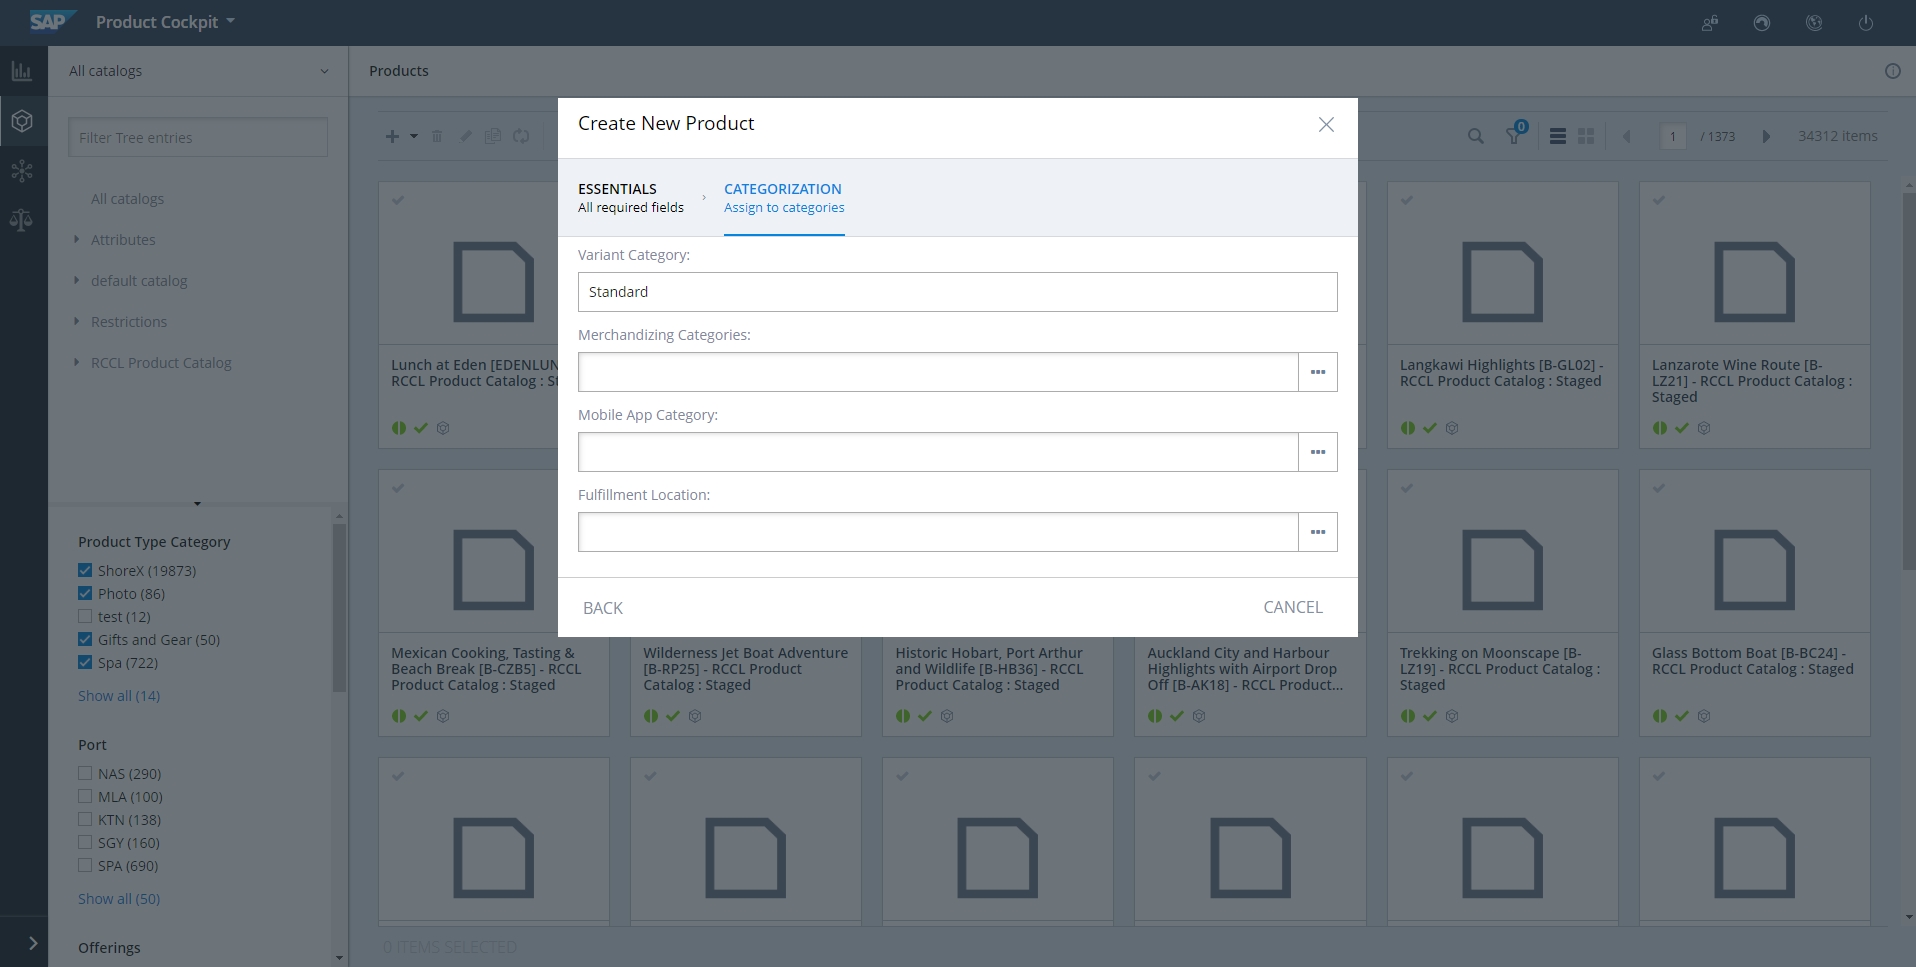 SAP Product Cockpit
All catalogs
Filter Tree entries
All catalogs
Attributes
default catalog
Restrictions
RCCL Product Catalog
Product Type Category
ShoreX (19873)
Photo (86)
test (12)
Gifts and Gear (50)
Spa (722)
Show all (14)
Port
NAS (290)
MLA (100)
KTN (138)
SGY (160)
SPA (690)
Show all (50)
Offerings
Products
0
1 / 1373
34312 items
Create New Product
ESSENTIALS
All required fields
CATEGORIZATION
Assign to categories
Variant Category:
Standard
Merchandizing Categories:
Mobile App Category:
Fulfillment Location:
BACK
CANCEL
Lunch at Eden [EDENLUN
RCCL Product Catalog : St
Langkawi Highlights [B-GL02] -
RCCL Product Catalog : Staged
Lanzarote Wine Route [B-
LZ21] - RCCL Product Catalog :
Staged
Mexican Cooking, Tasting &
Beach Break [B-CZB5] - RCCL
Product Catalog : Staged
Wilderness Jet Boat Adventure
[B-RP25] - RCCL Product
Catalog : Staged
Historic Hobart, Port Arthur
and Wildlife [B-HB36] - RCCL
Product Catalog : Staged
Auckland City and Harbour
Highlights with Airport Drop
Off [B-AK18] - RCCL Product...
Trekking on Moonscape [B-
LZ19] - RCCL Product Catalog :
Staged
Glass Bottom Boat [B-BC24] -
RCCL Product Catalog : Staged
0 ITEMS SELECTED